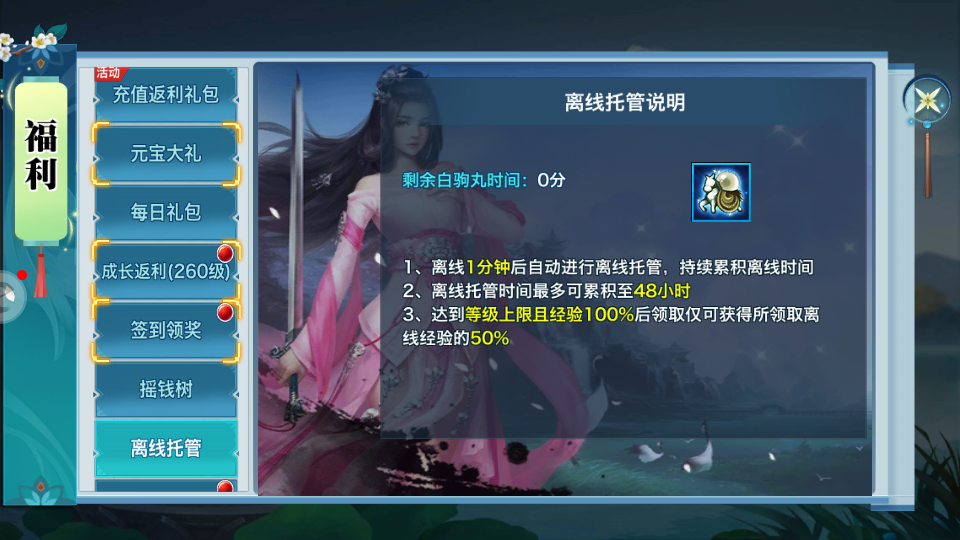 福利
活动
充值返利礼包
元宝大礼
每日礼包
成长返利(260级)
签到领奖
摇钱树
离线托管
离线托管说明
剩余白驹丸时间：0分
1、离线1分钟后自动进行离线托管，持续累积离线时间
2、离线托管时间最多可累积至48小时
3、达到等级上限且经验100%后领取仅可获得所领取离
线经验的50%